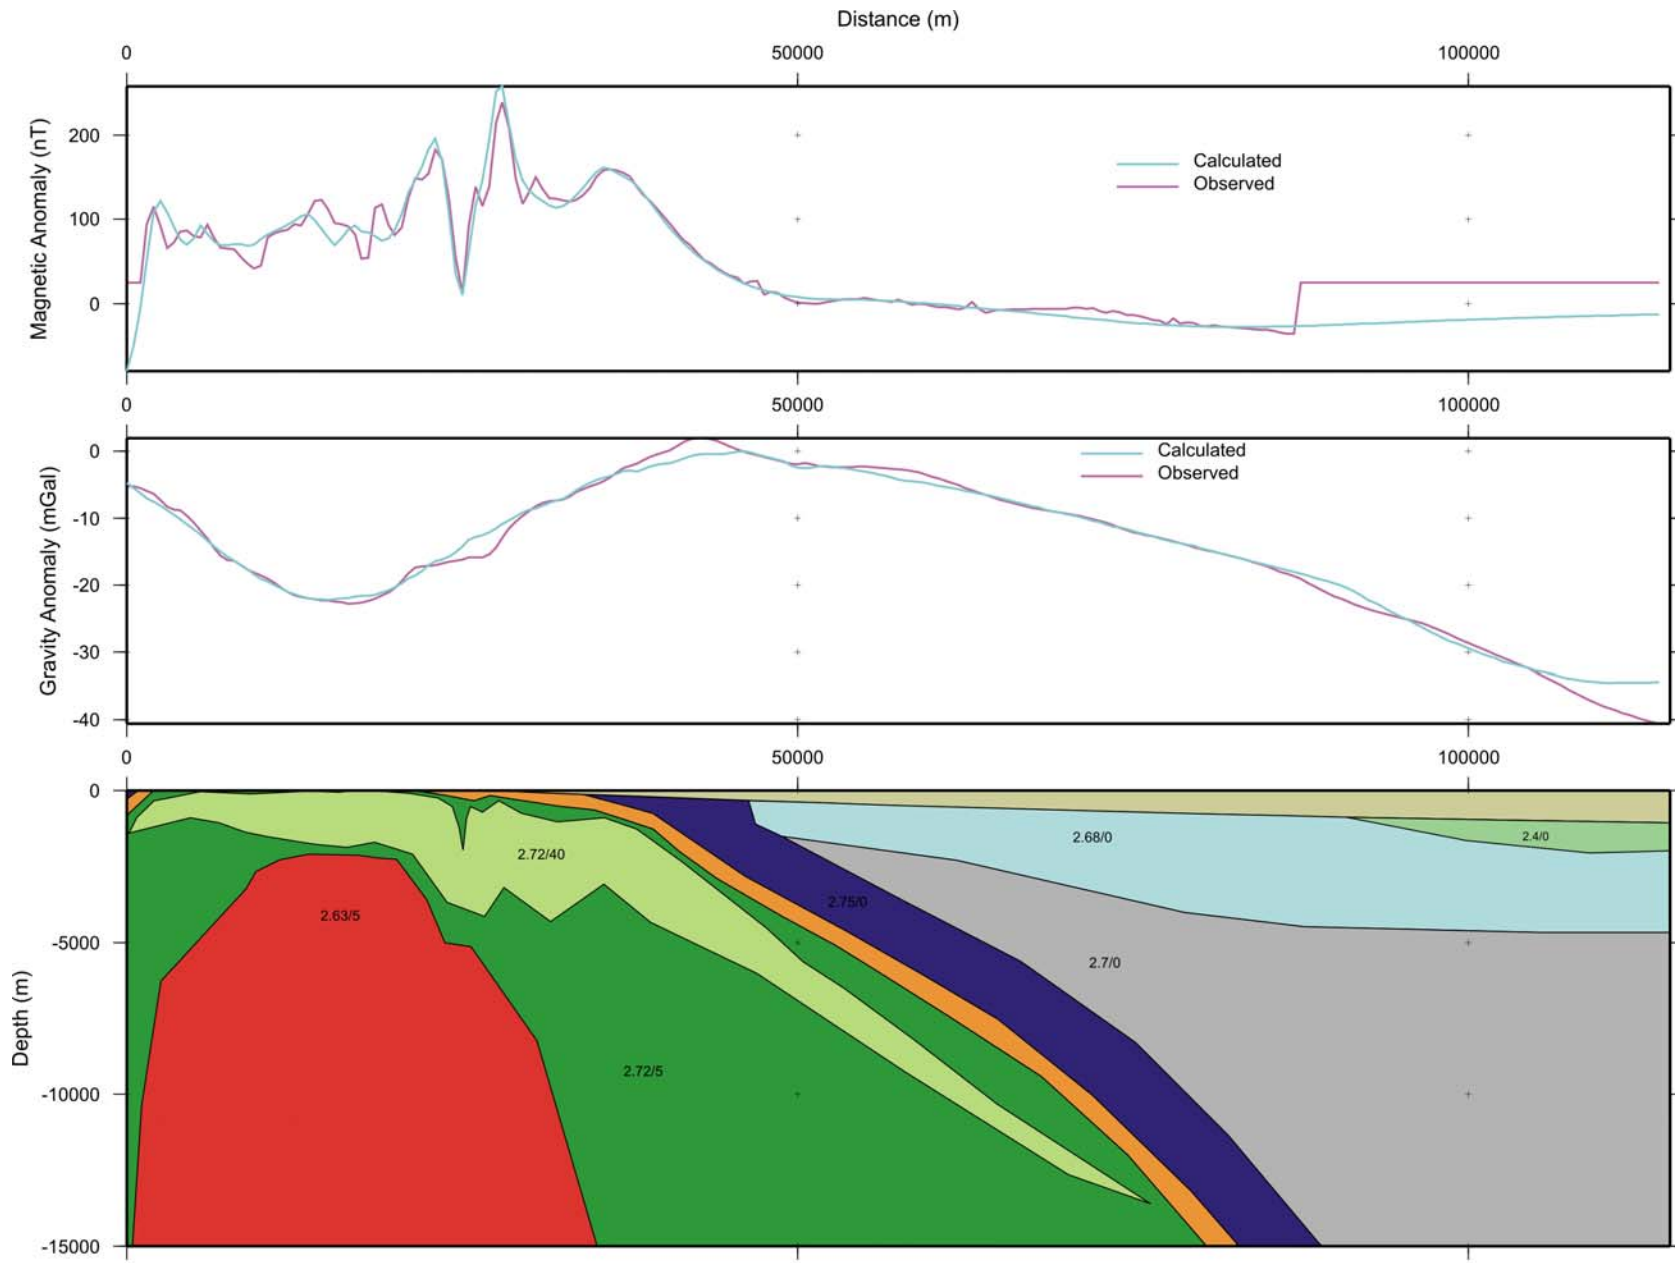 Distance (m)
0 50000 100000
Magnetic Anomaly (nT)
200
100
0
Calculated
Observed
0 50000 100000
Gravity Anomaly (mGal)
0
-10
-20
-30
-40
Calculated
Observed
0 50000 100000
Depth (m)
0
-5000
-10000
-15000
2.68/0
2.4/0
2.72/40
2.75/0
2.63/5
2.7/0
2.72/5